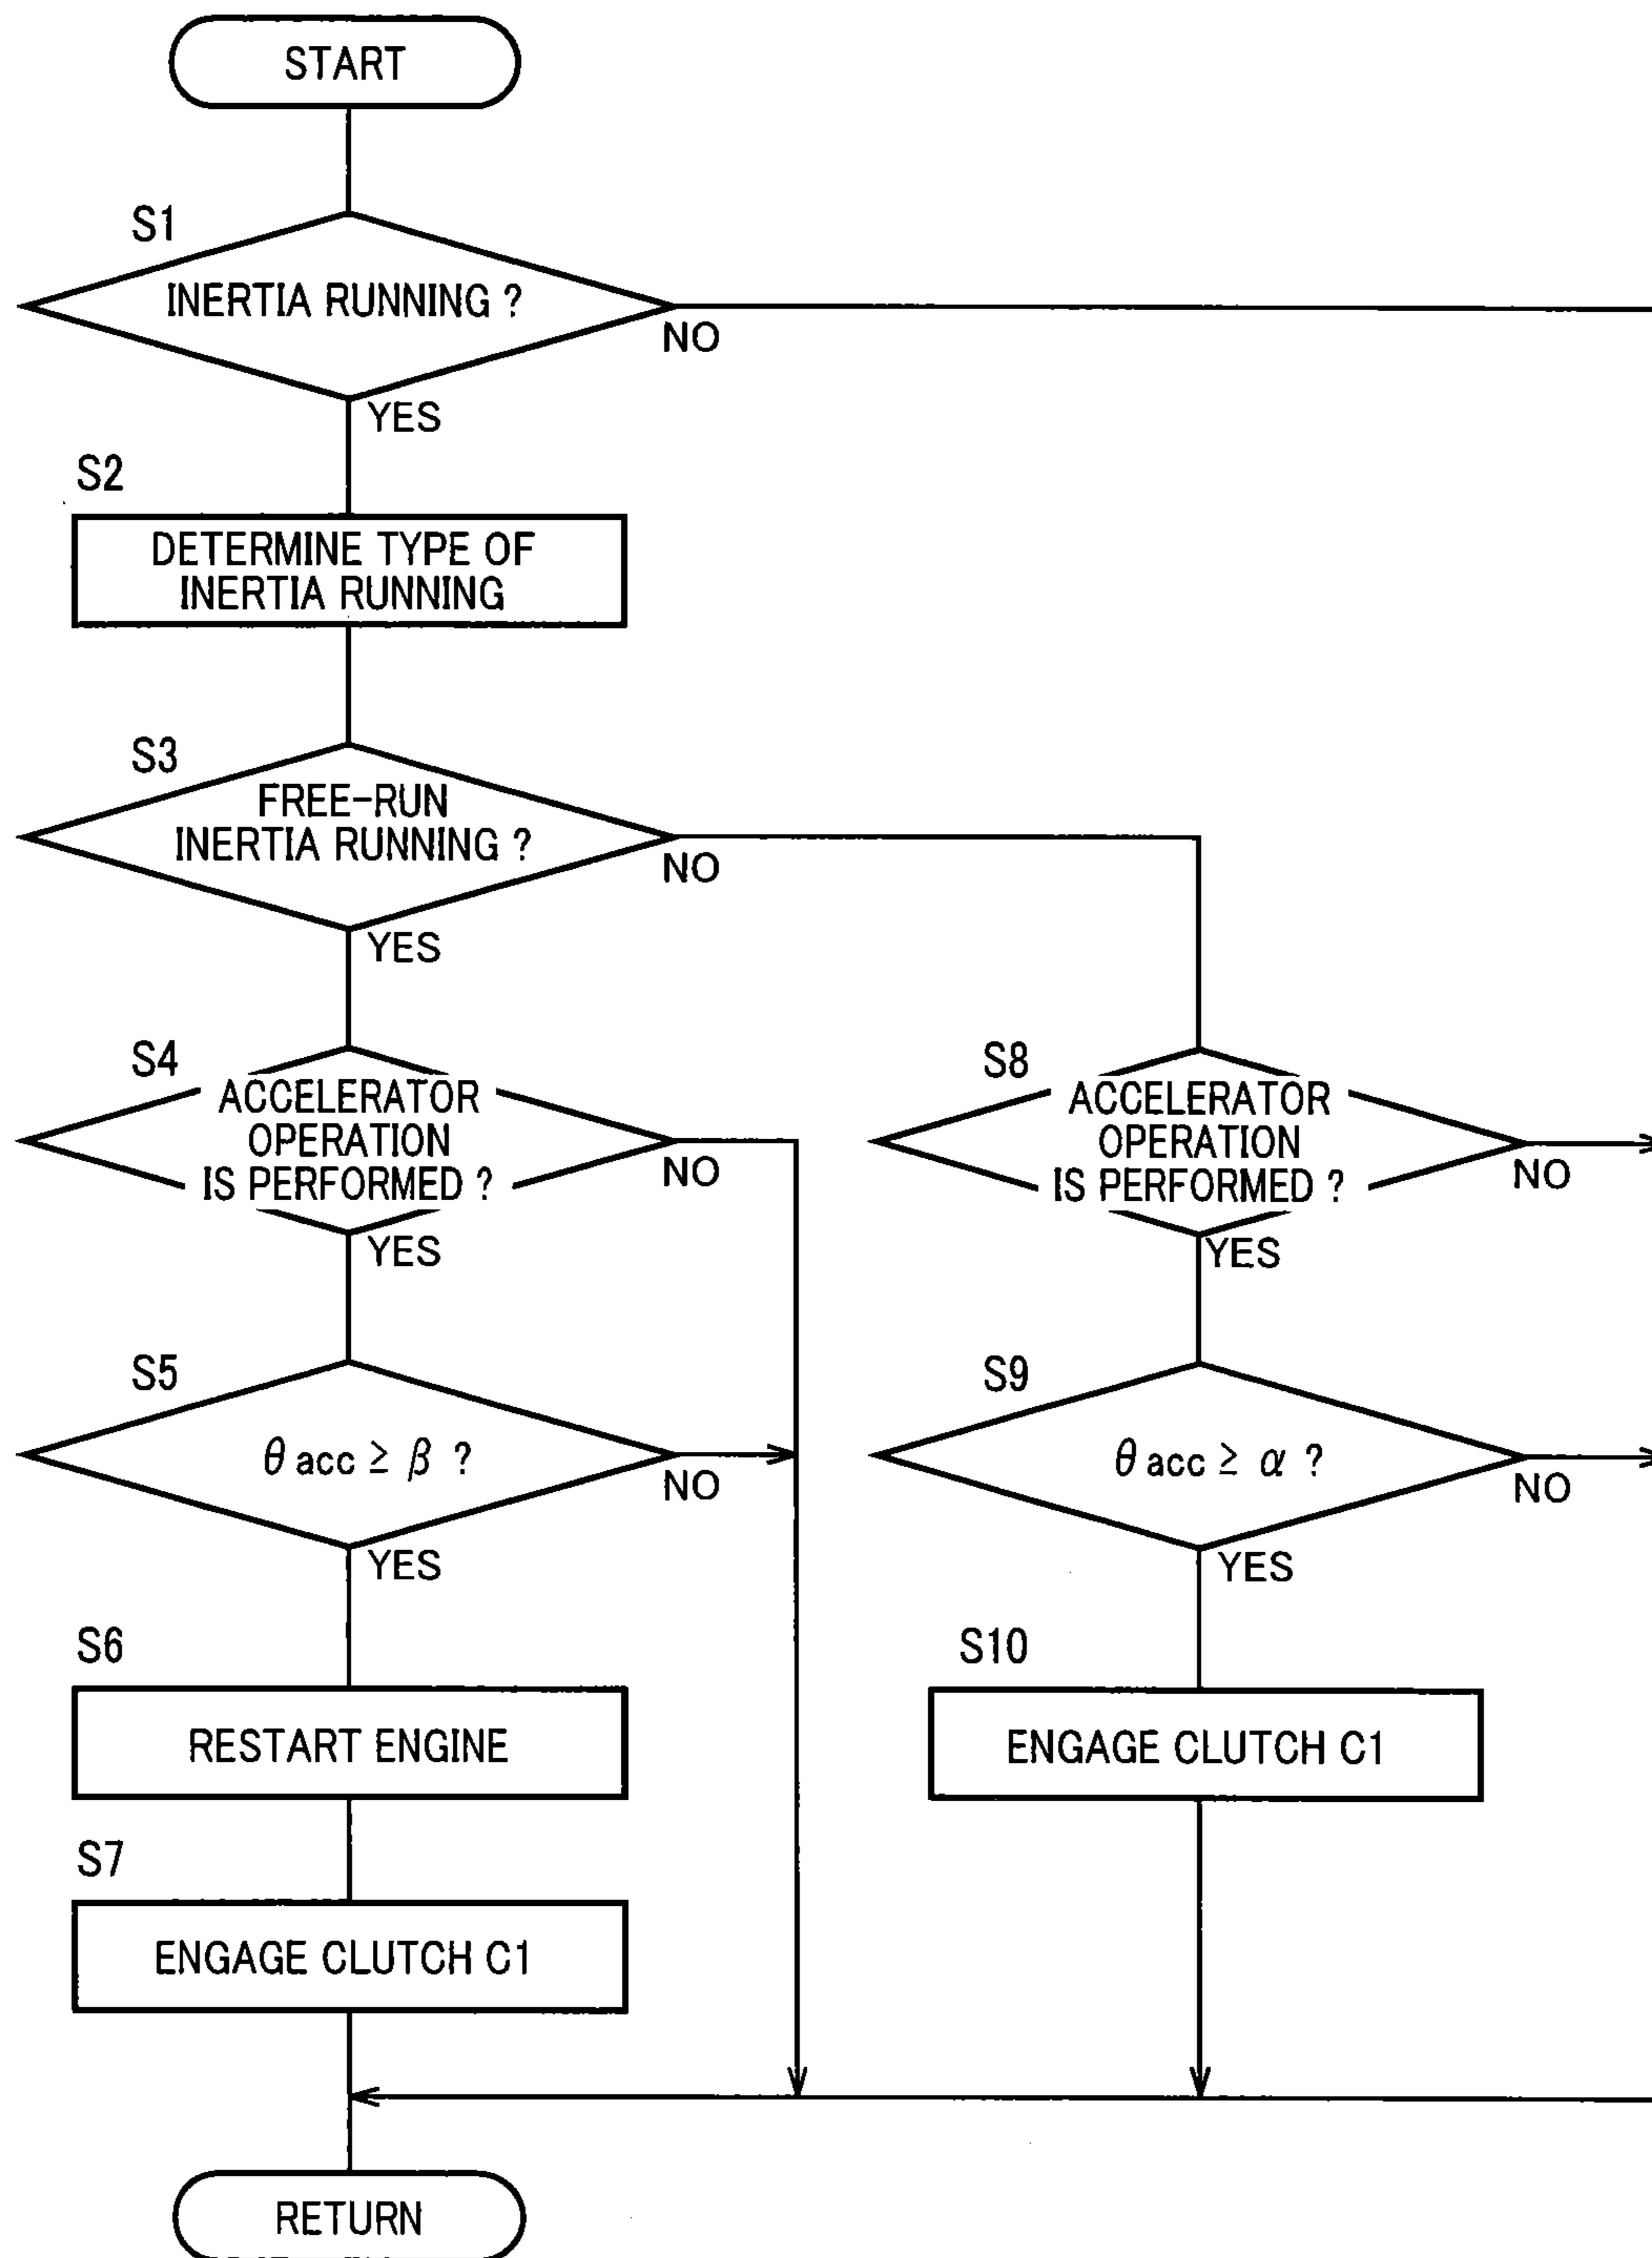 START
S1
INERTIA RUNNING ?
NO
YES
S2
DETERMINE TYPE OF
INERTIA RUNNING
S3
FREE-RUN
INERTIA RUNNING ?
NO
YES
S4
ACCELERATOR
OPERATION
IS PERFORMED ?
NO
YES
S8
ACCELERATOR
OPERATION
IS PERFORMED ?
NO
YES
S5
θ acc ≥ β ?
NO
YES
S9
θ acc ≥ α ?
NO
YES
S6
RESTART ENGINE
S10
ENGAGE CLUTCH C1
S7
ENGAGE CLUTCH C1
RETURN